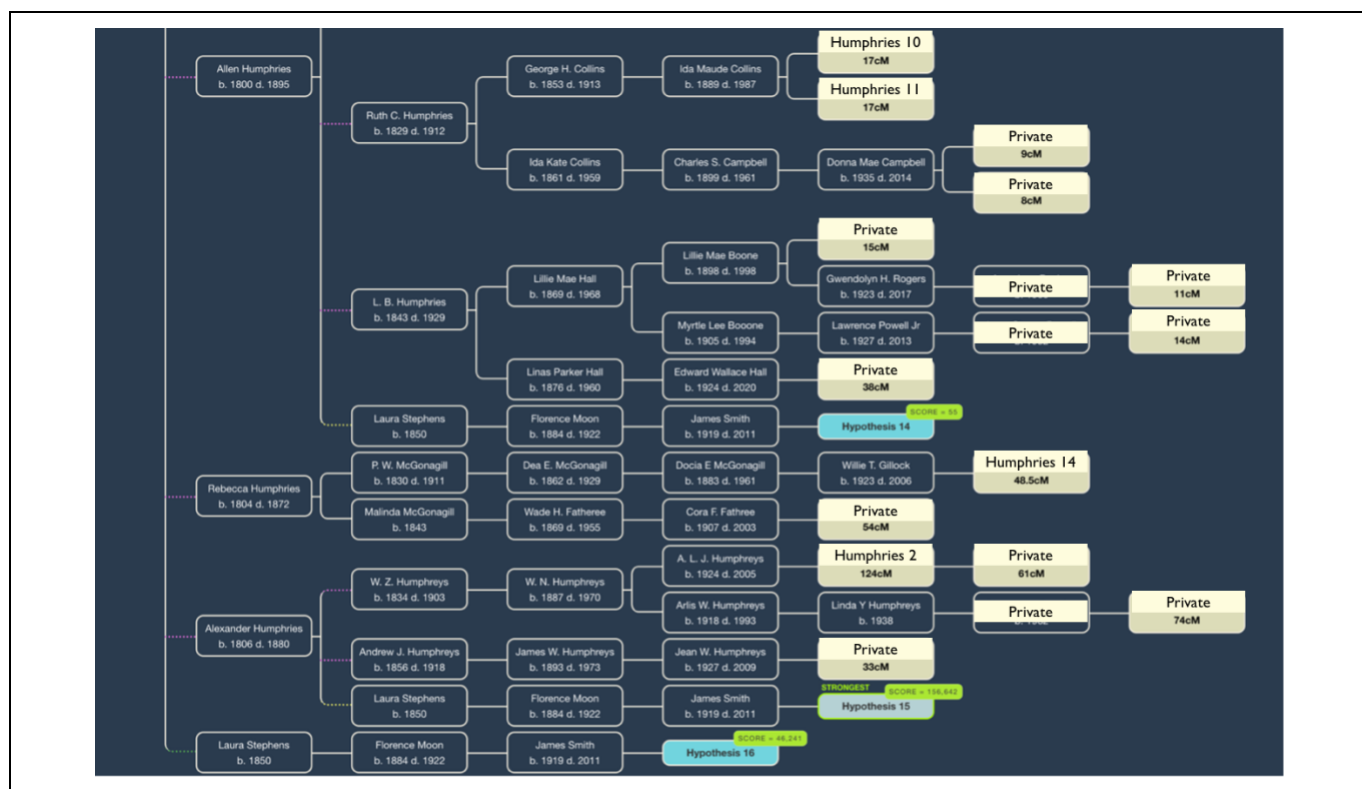 Humphries 10
17cM
Allen Humphries
b. 1800 d. 1895
George H. Collins
b. 1853 d. 1913
Ida Maude Collins
b. 1889 d. 1987
Humphries 11
17cM
Ruth C. Humphries
b. 1829 d. 1912
Private
9cM
Ida Kate Collins
b. 1861 d. 1959
Charles S. Campbell
b. 1899 d. 1961
Donna Mae Campbell
b. 1935 d. 2014
Private
8cM
Private
15cM
Lillie Mae Boone
b. 1898 d. 1998
Lillie Mae Hall
b. 1869 d. 1968
Gwendolyn H. Rogers
b. 1923 d. 2017
Private
Private
11cM
L. B. Humphries
b. 1843 d. 1929
Myrtle Lee Booone
b. 1905 d. 1994
Lawrence Powell Jr
b. 1927 d. 2013
Private
Private
14cM
Linas Parker Hall
b. 1876 d. 1960
Edward Wallace Hall
b. 1924 d. 2020
Private
38cM
Laura Stephens
b. 1850
Florence Moon
b. 1884 d. 1922
James Smith
b. 1919 d. 2011
SCORE = 55
Hypothesis 14
P. W. McGonagill
b. 1830 d. 1911
Dea E. McGonagill
b. 1862 d. 1929
Docia E McGonagill
b. 1883 d. 1961
Willie T. Gillock
b. 1923 d. 2006
Humphries 14
48.5cM
Rebecca Humphries
b. 1804 d. 1872
Malinda McGonagill
b. 1843
Wade H. Fatheree
b. 1869 d. 1955
Cora F. Fathree
b. 1907 d. 2003
Private
54cM
A. L. J. Humphreys
b. 1924 d. 2005
Humphries 2
124cM
Private
61cM
W. Z. Humphreys
b. 1834 d. 1903
W. N. Humphreys
b. 1887 d. 1970
Arlis W. Humphreys
b. 1918 d. 1993
Linda Y Humphreys
b. 1938
Private
Private
74cM
Alexander Humphries
b. 1806 d. 1880
Andrew J. Humphreys
b. 1856 d. 1918
James W. Humphreys
b. 1893 d. 1973
Jean W. Humphreys
b. 1927 d. 2009
Private
33cM
Laura Stephens
b. 1850
Florence Moon
b. 1884 d. 1922
James Smith
b. 1919 d. 2011
STRONGEST
SCORE = 156,642
Hypothesis 15
Laura Stephens
b. 1850
Florence Moon
b. 1884 d. 1922
James Smith
b. 1919 d. 2011
SCORE = 46,241
Hypothesis 16